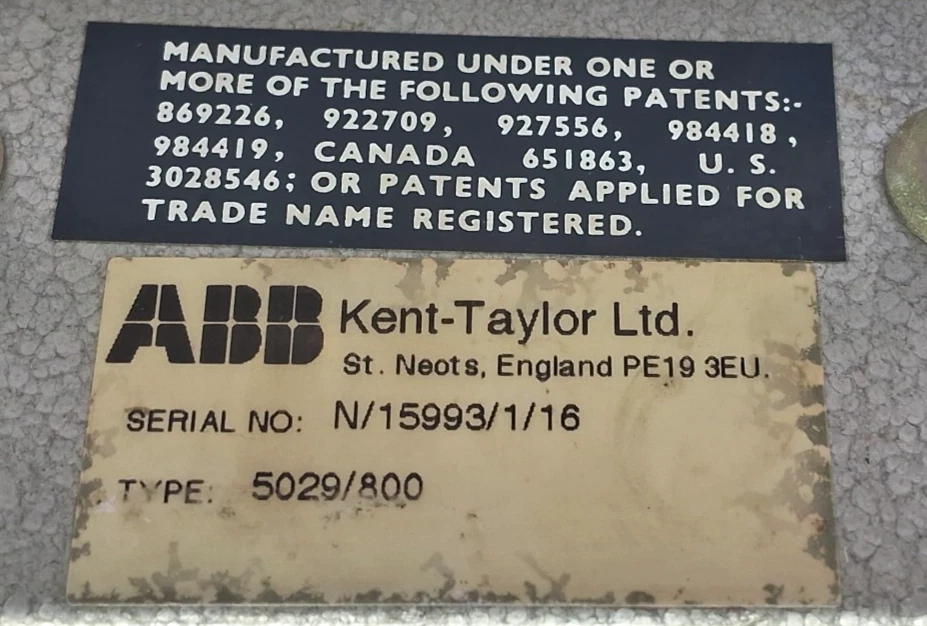 MANUFACTURED UNDER ONE OR
MORE OF THE FOLLOWING PATENTS:-
869226, 922709, 927556, 984418,
984419, CANADA 651863, U. S.
3028546; OR PATENTS APPLIED FOR
TRADE NAME REGISTERED.
ABB Kent-Taylor Ltd.
St. Neots, England PE19 3EU.
SERIAL NO: N/15993/1/16
TYPE: 5029/800